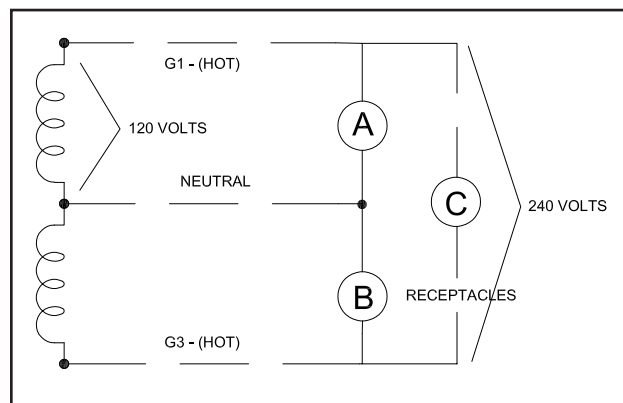 G1 - (HOT)
A
120 VOLTS
NEUTRAL
C
240 VOLTS
B
RECEPTACLES
G3 - (HOT)